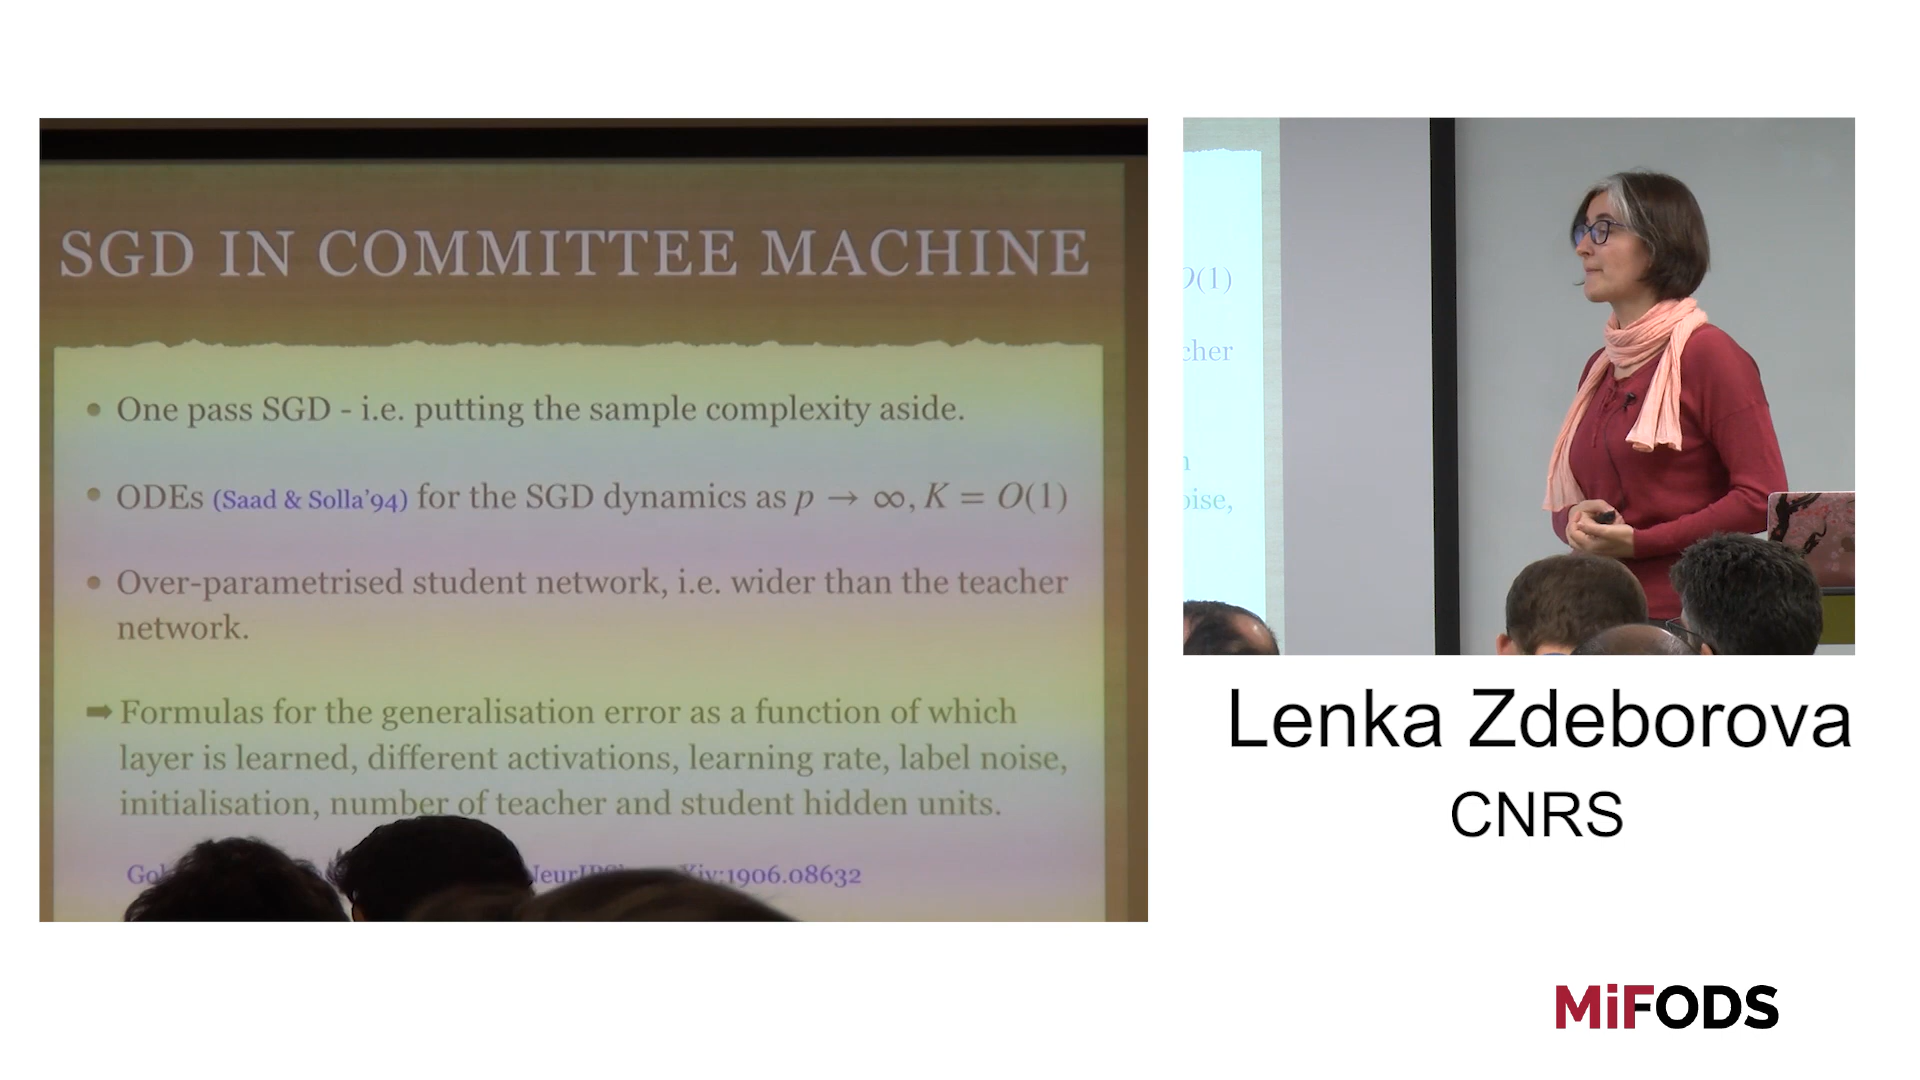 SGD IN COMMITTEE MACHINE
• One pass SGD - i.e. putting the sample complexity aside.
• ODEs (Saad & Solla'94) for the SGD dynamics as p → ∞, K = O(1)
• Over-parametrised student network, i.e. wider than the teacher
network.
➡ Formulas for the generalisation error as a function of which
layer is learned, different activations, learning rate, label noise,
initialisation, number of teacher and student hidden units.
:1906.08632
O(1)
Lenka Zdeborova
CNRS
MiFODS